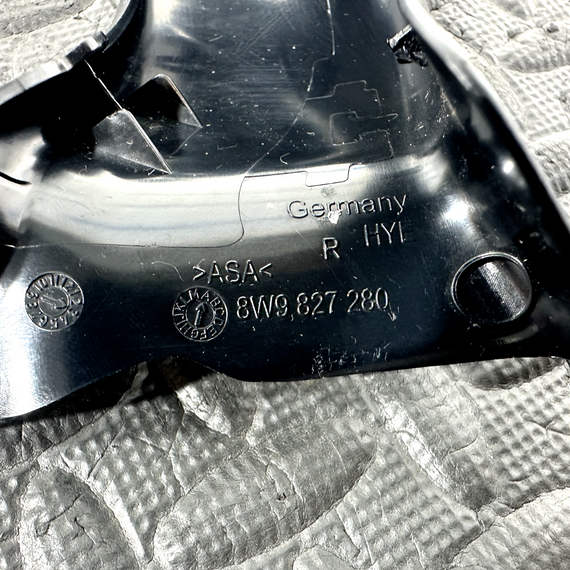 Germany
R HYI
>ASA<
8W9.827 280